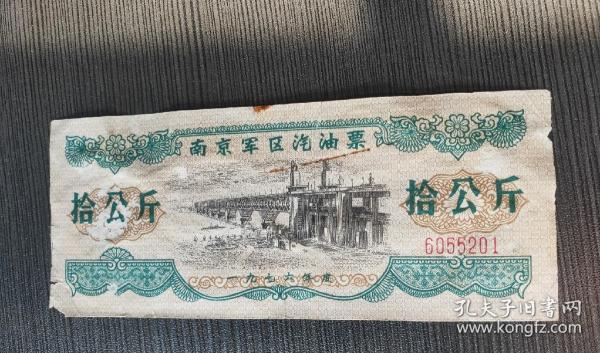 南京军区汽油票
拾公斤
拾公斤
6055201
一九七六年度
孔夫子旧书网
www.kongfz.com